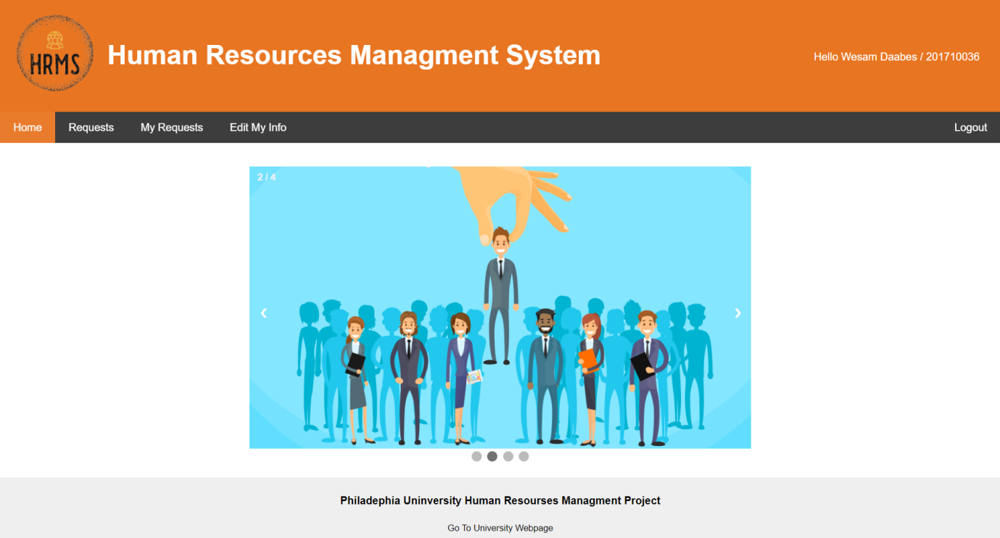 HRMS
Human Resources Managment System
Hello Wesam Daabes / 201710036
Home
Requests
My Requests
Edit My Info
Logout
2 / 4
Philadephia Uninversity Human Resourses Managment Project
Go To University Webpage